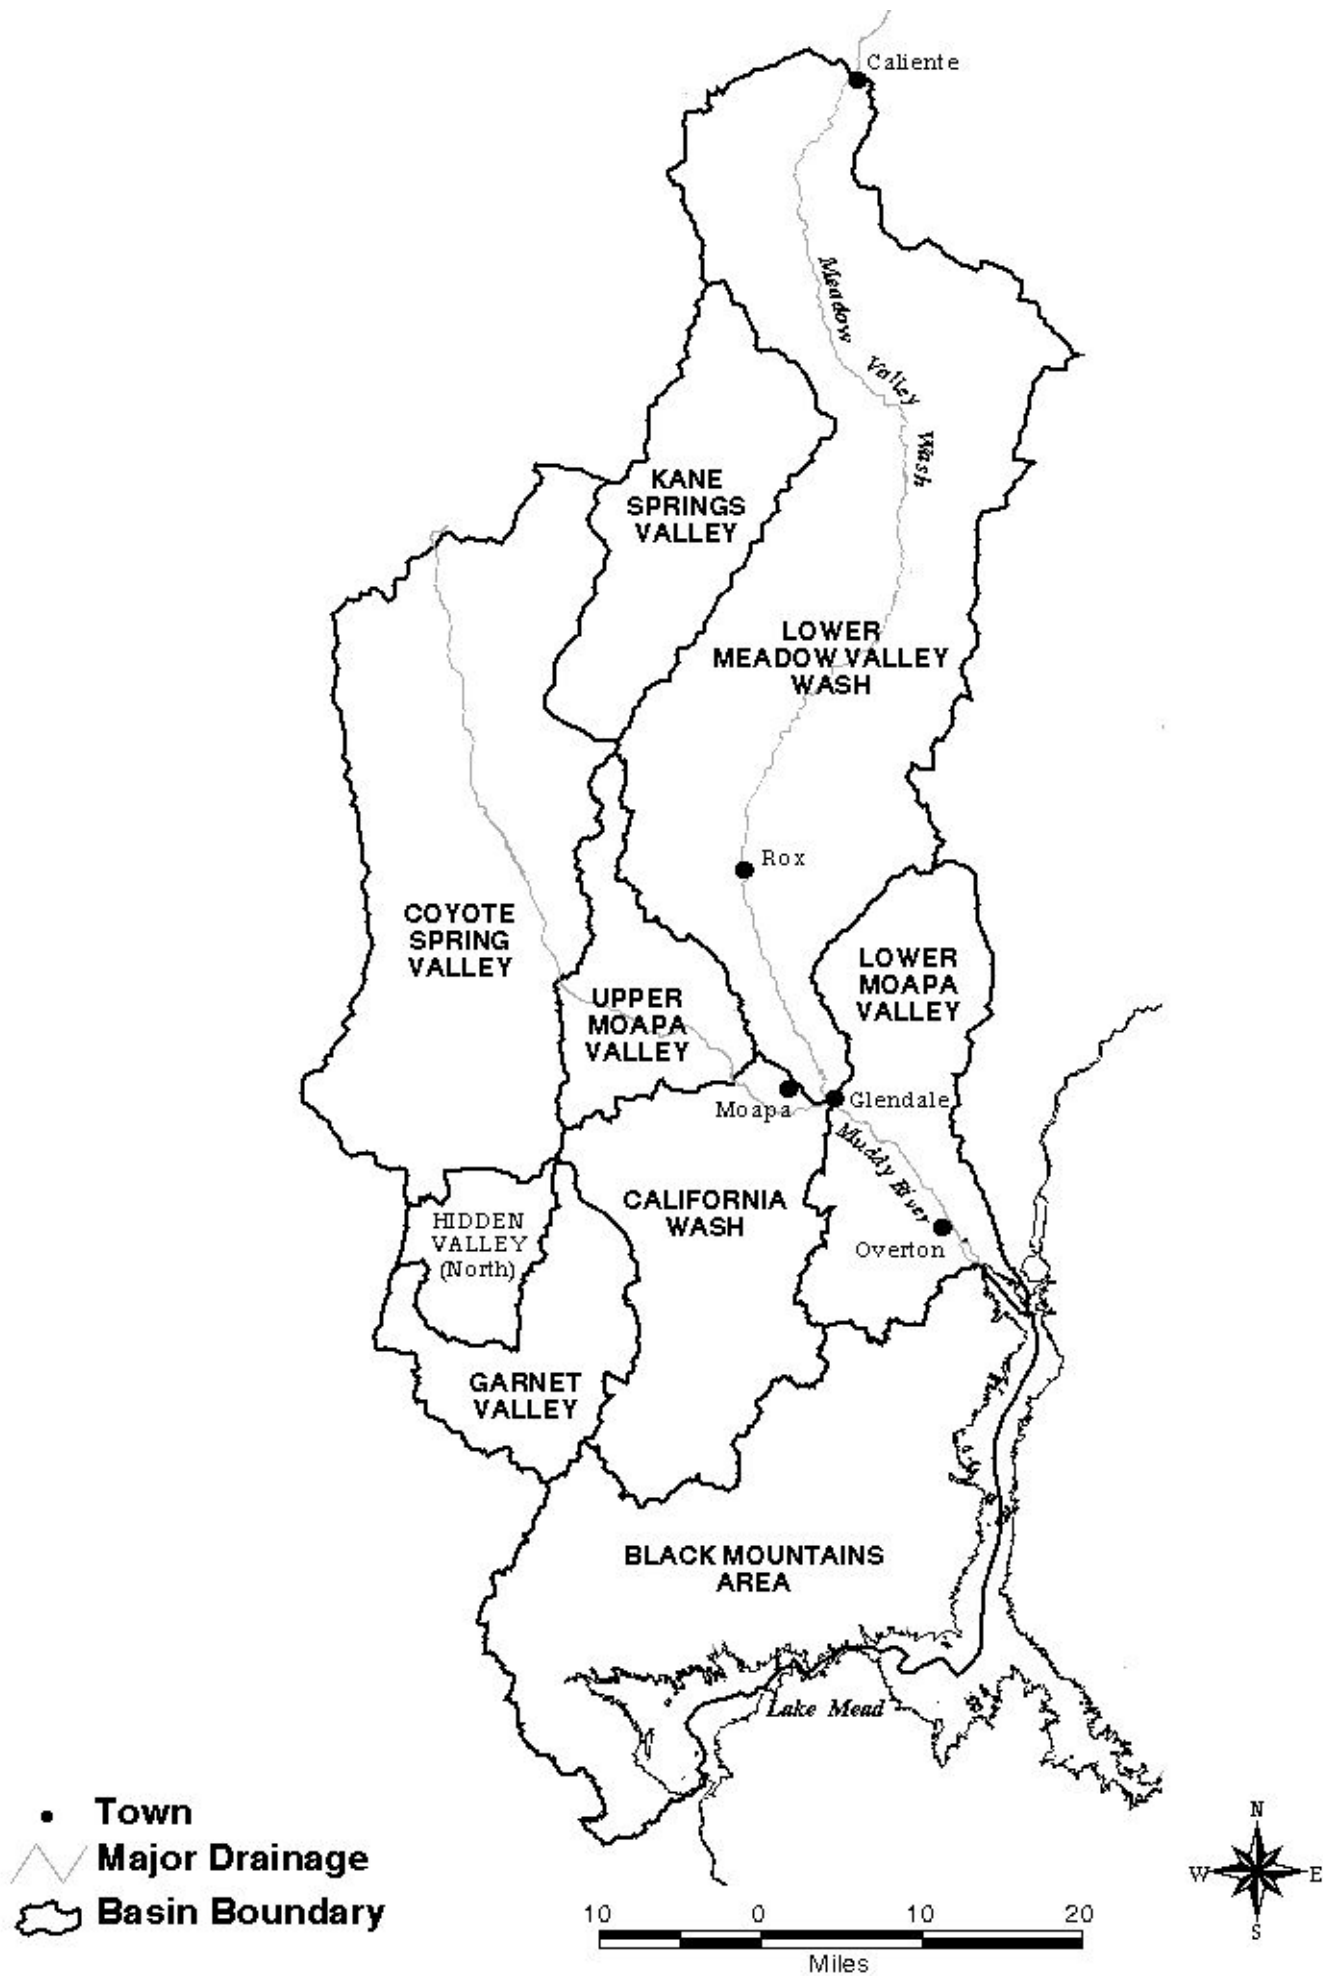 Caliente
Meadow
Valley
Wash
KANE
SPRINGS
VALLEY
LOWER
MEADOW VALLEY
WASH
Rox
COYOTE
SPRING
VALLEY
LOWER
MOAPA
VALLEY
UPPER
MOAPA
VALLEY
Moapa
Glendale
Muddy River
CALIFORNIA
WASH
HIDDEN
VALLEY
(North)
Overton
GARNET
VALLEY
BLACK MOUNTAINS
AREA
Lake Mead
Town
Major Drainage
Basin Boundary
10 0 10 20
Miles
N
W E
S